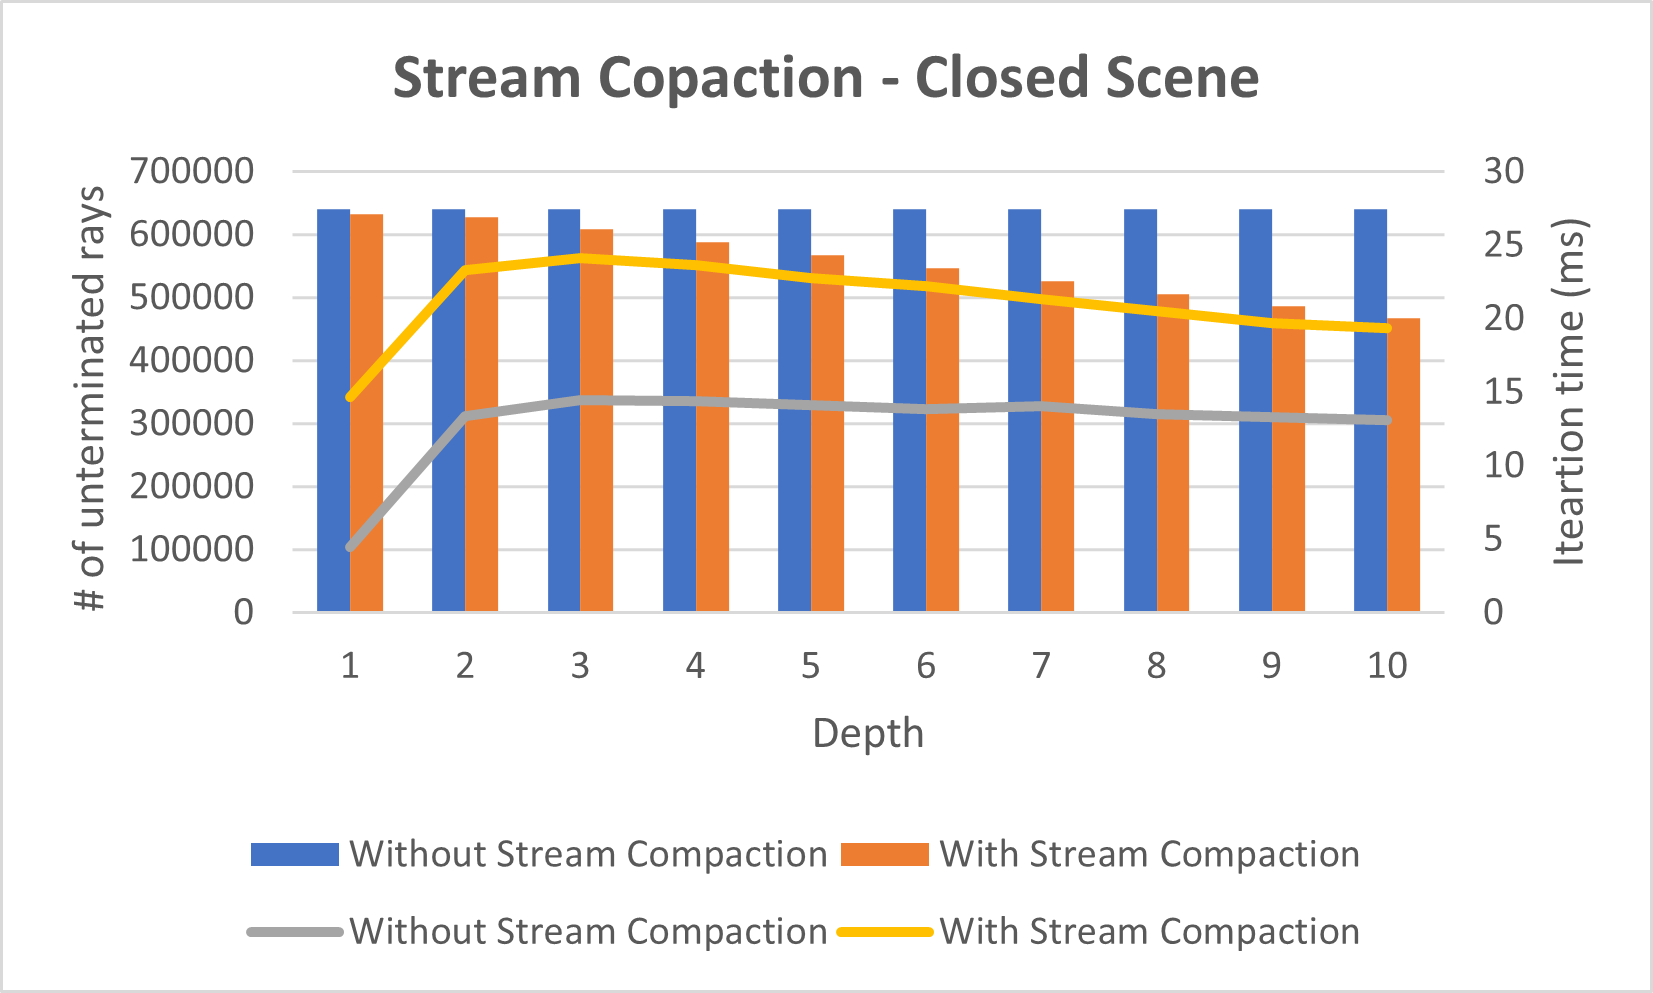 Stream Copaction - Closed Scene
# of unterminated rays
700000
600000
500000
400000
300000
200000
100000
0
30
25
20
15
10
5
0
Iteartion time (ms)
1 2 3 4 5 6 7 8 9 10
Depth
Without Stream Compaction With Stream Compaction
Without Stream Compaction With Stream Compaction